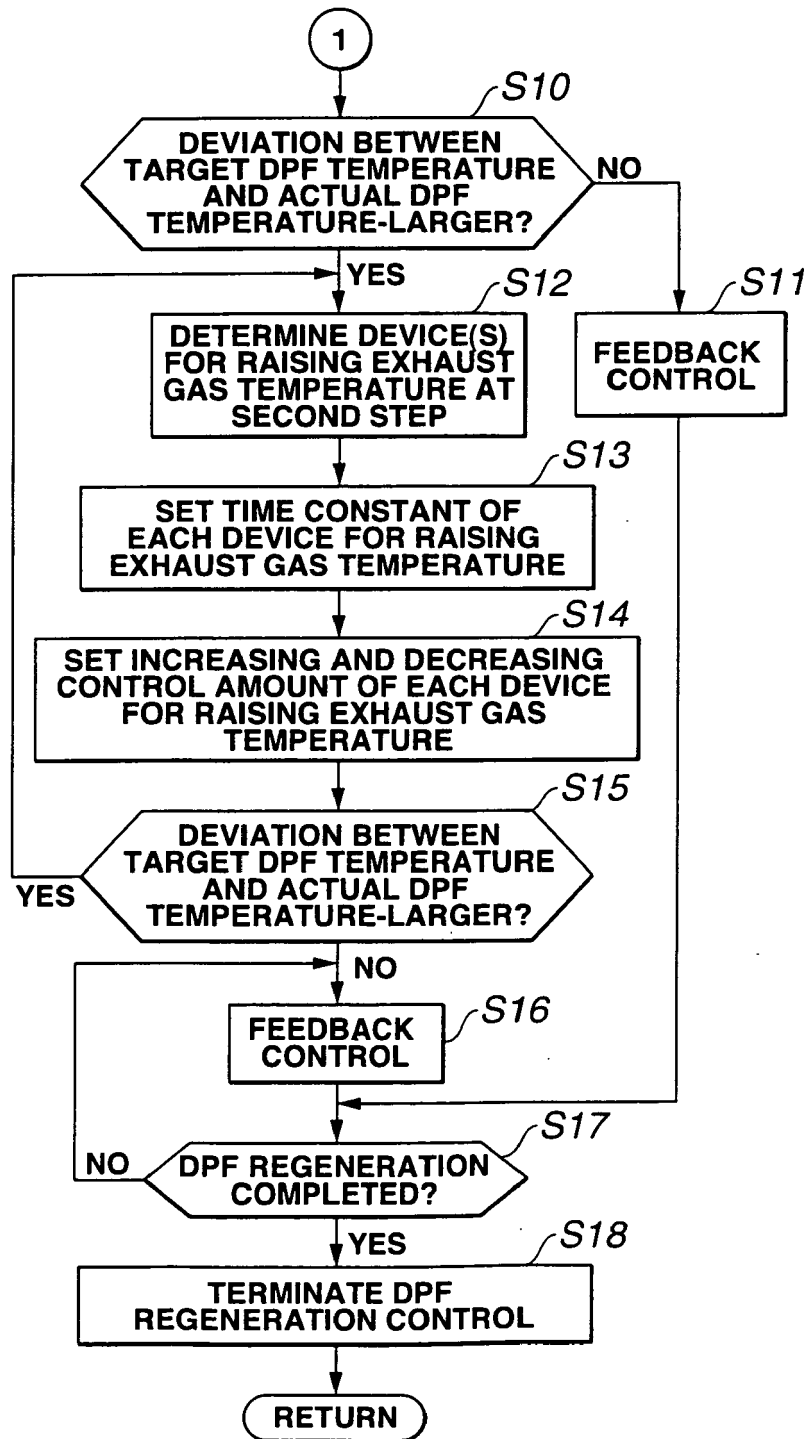 1
S10
DEVIATION BETWEEN
TARGET DPF TEMPERATURE
AND ACTUAL DPF
TEMPERATURE-LARGER?
NO
YES
S12
S11
DETERMINE DEVICE(S)
FOR RAISING EXHAUST
GAS TEMPERATURE AT
SECOND STEP
FEEDBACK
CONTROL
S13
SET TIME CONSTANT OF
EACH DEVICE FOR RAISING
EXHAUST GAS TEMPERATURE
S14
SET INCREASING AND DECREASING
CONTROL AMOUNT OF EACH DEVICE
FOR RAISING EXHAUST GAS
TEMPERATURE
S15
DEVIATION BETWEEN
TARGET DPF TEMPERATURE
AND ACTUAL DPF
TEMPERATURE-LARGER?
YES
NO
S16
FEEDBACK
CONTROL
S17
NO
DPF REGENERATION
COMPLETED?
YES
S18
TERMINATE DPF
REGENERATION CONTROL
RETURN